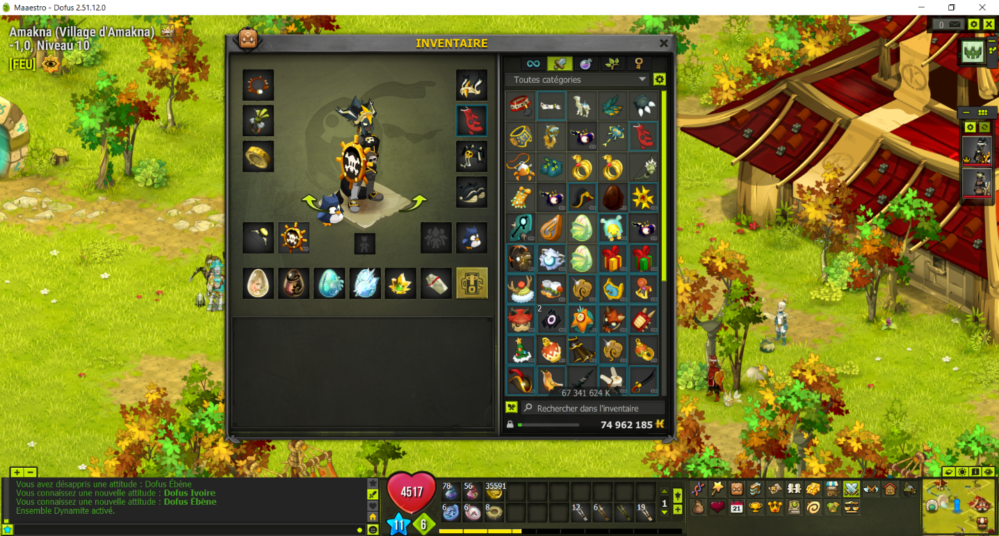 Maaestro - Dofus 2.51.12.0
Amakna (Village d'Amakna)
-1,0, Niveau 10
[FEU]
0
INVENTAIRE
Toutes catégories
2
67 341 624 K
Rechercher dans l'inventaire
74 962 185
Vous avez désappris une attitude : Dofus Ébène
Vous connaissez une nouvelle attitude : Dofus Ivoire
Vous connaissez une nouvelle attitude : Dofus Ébène
Ensemble Dynamite activé.
4517
11
6
78 56 35591
6 6 6 12 6 19
1
SHOP
21